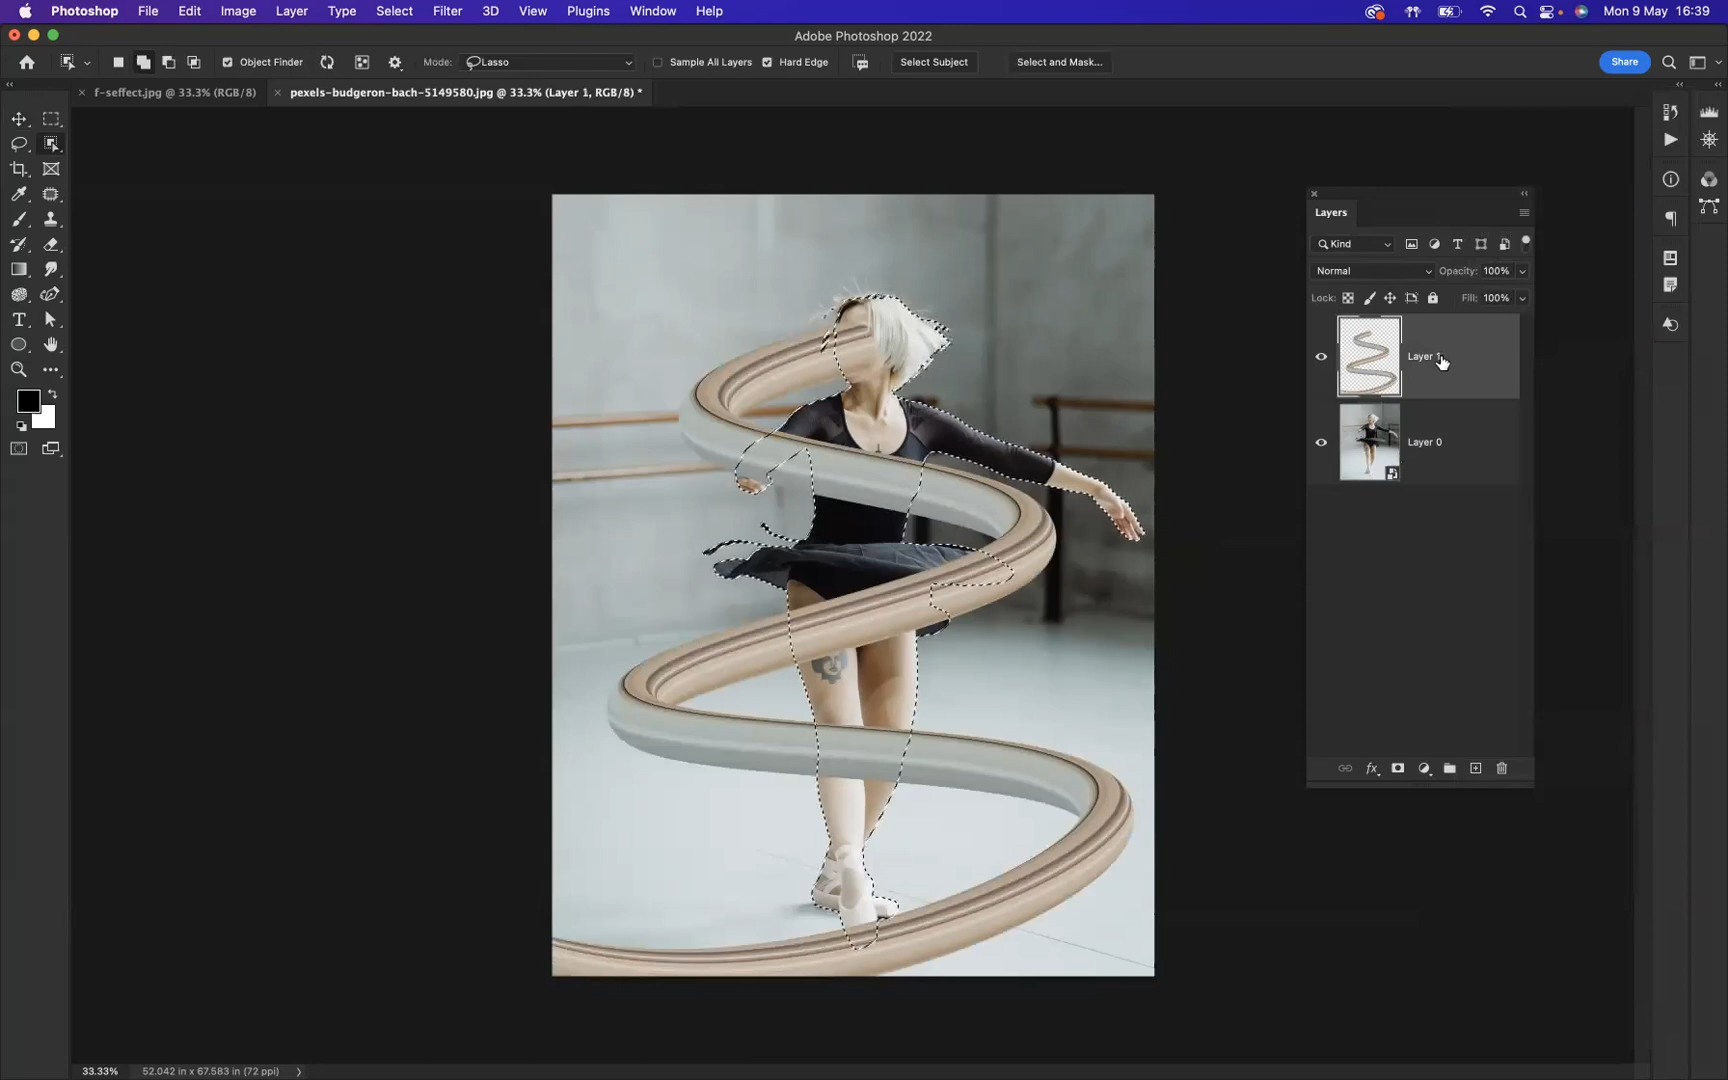 Photoshop File Edit Image Layer Type Select Filter 3D View Plugins Window Help Mon 9 May 16:39
Adobe Photoshop 2022
Object Finder Mode: Lasso Sample All Layers Hard Edge Select Subject Select and Mask... Share
f-seffect.jpg @ 33.3% (RGB/8) pexels-budgeron-bach-5149580.jpg @ 33.3% (Layer 1, RGB/8) *
Layers
Kind
Normal Opacity: 100%
Lock: Fill: 100%
Layer 1
Layer 0
fx
33.33% 52.042 in x 67.583 in (72 ppi)